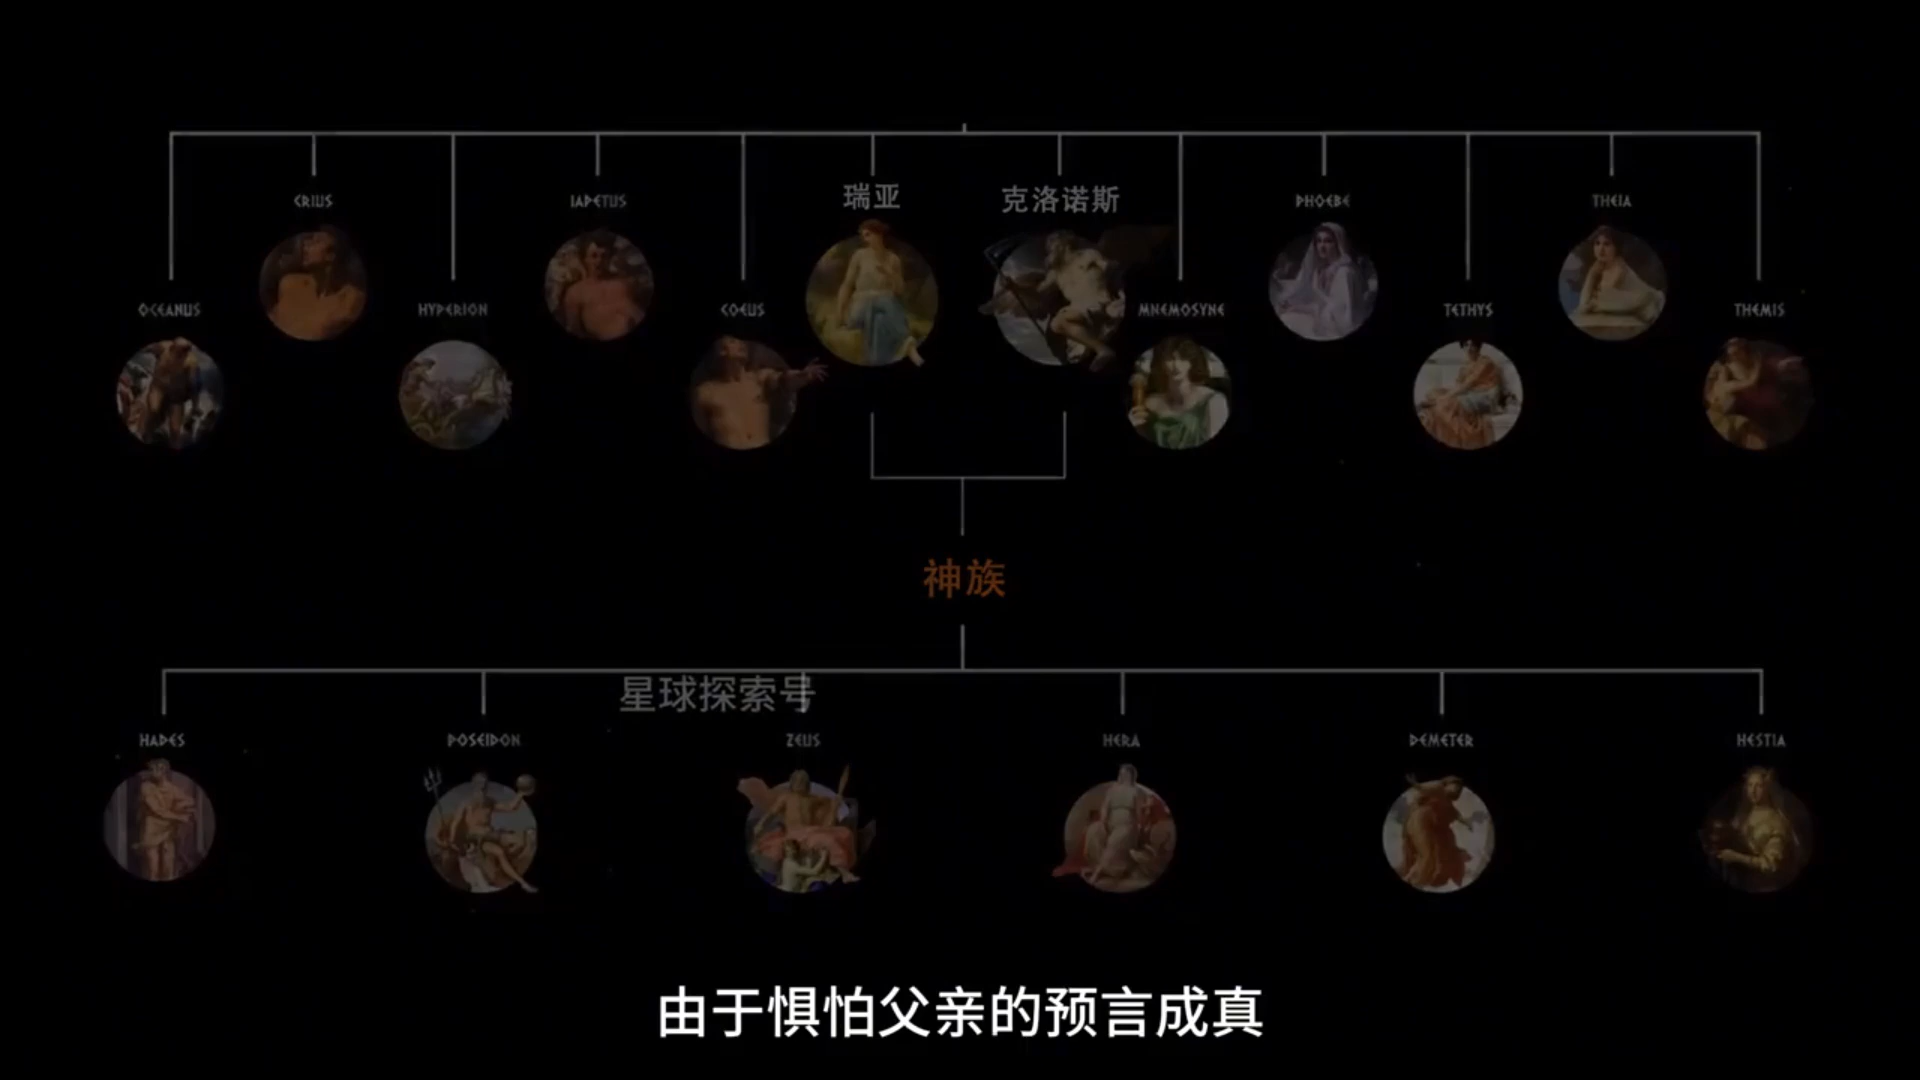 CRIUS
IAPETUS
瑞亚
克洛诺斯
PHOEBE
THEIA
OCEANUS
HYPERION
COEUS
MNEMOSYNE
TETHYS
THEMIS
神族
星球探索号
HADES
POSEIDON
ZEUS
HERA
DEMETER
HESTIA
由于惧怕父亲的预言成真